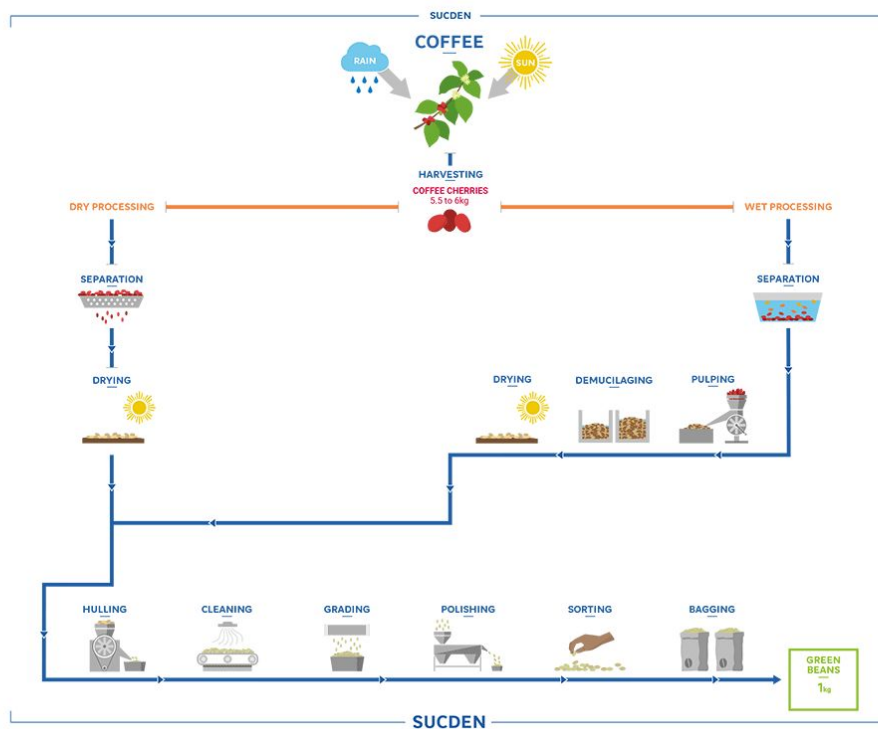 SUCDEN
COFFEE
RAIN
SUN
HARVESTING
COFFEE CHERRIES
5.5 to 6kg
DRY PROCESSING
WET PROCESSING
SEPARATION
SEPARATION
DRYING
DRYING
DEMUCILAGING
PULPING
HULLING
CLEANING
GRADING
POLISHING
SORTING
BAGGING
GREEN
BEANS
1kg
SUCDEN